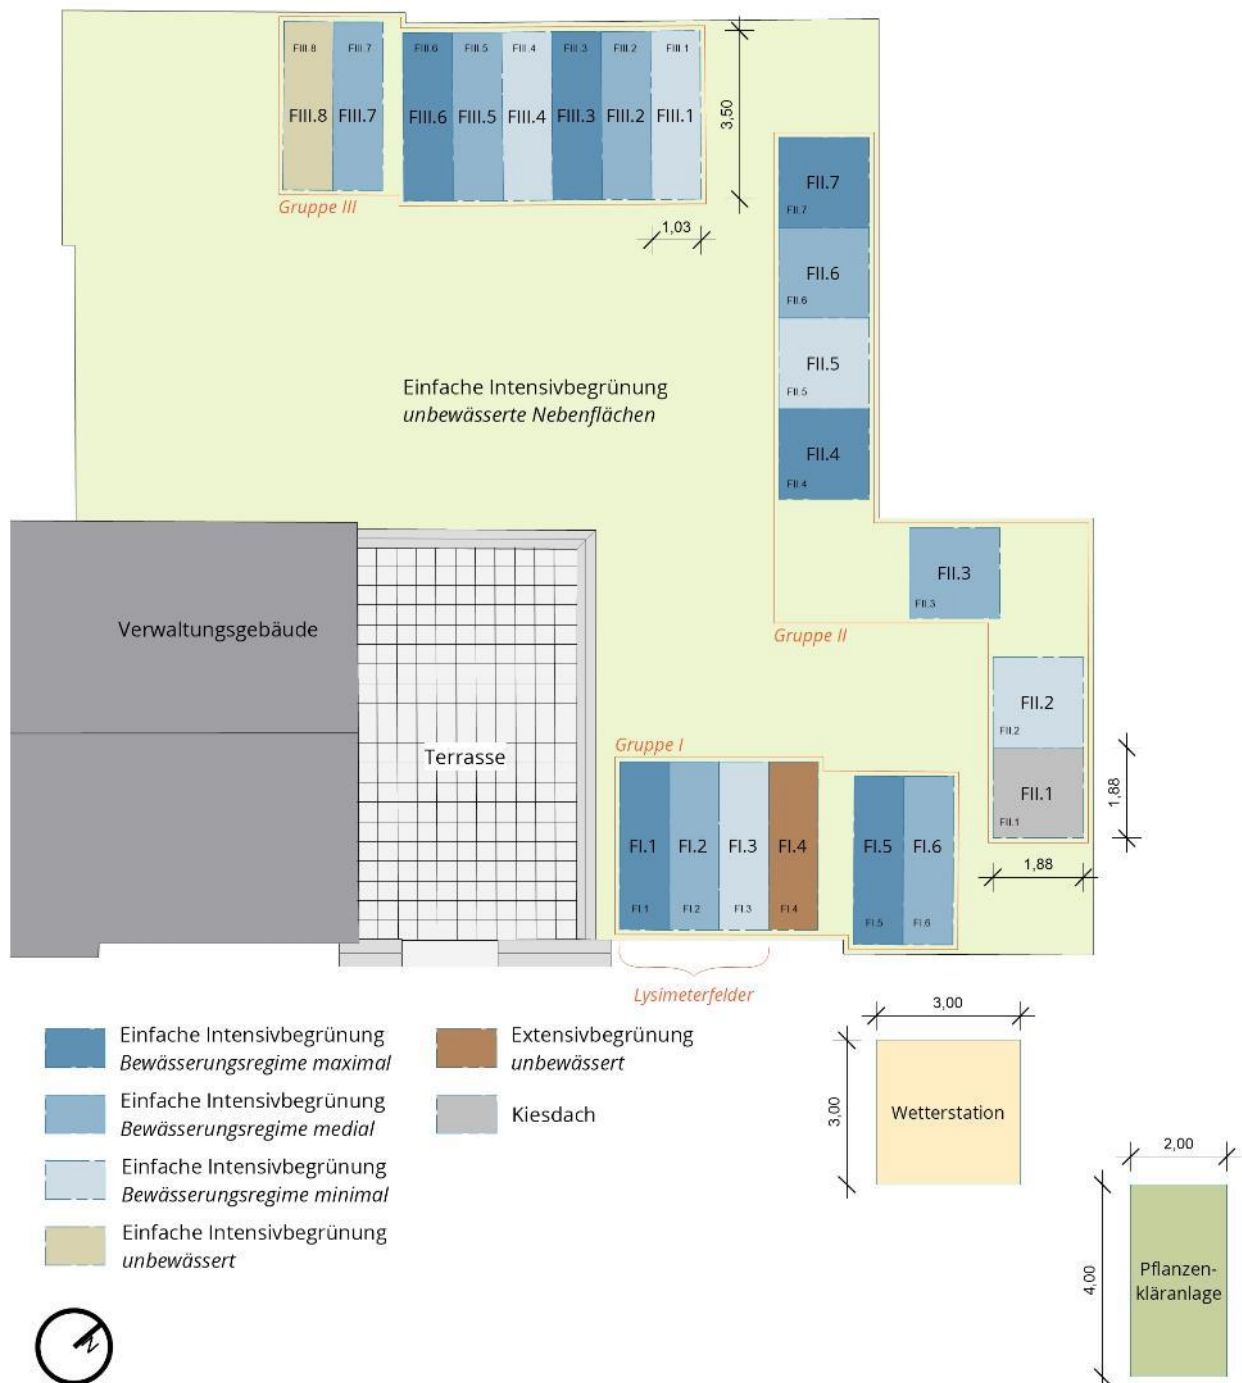 FIII.8 FIII.7 FIII.6 FIII.5 FIII.4 FIII.3 FIII.2 FIII.1
FIII.8 FIII.7 FIII.6 FIII.5 FIII.4 FIII.3 FIII.2 FIII.1
3,50
Gruppe III
1,03
FII.7
FII.7
FII.6
FII.6
FII.5
FII.5
FII.4
FII.4
Einfache Intensivbegrünung
unbewässerte Nebenflächen
FII.3
FII.3
Gruppe II
Verwaltungsgebäude
FII.2
FII.2
Terrasse
Gruppe I
FII.1
FII.1
1,88
1,88
FI.1 FI.2 FI.3 FI.4 FI.5 FI.6
FI.1 FI.2 FI.3 FI.4 FI.5 FI.6
Lysimeterfelder
Einfache Intensivbegrünung
Bewässerungsregime maximal
Einfache Intensivbegrünung
Bewässerungsregime medial
Einfache Intensivbegrünung
Bewässerungsregime minimal
Einfache Intensivbegrünung
unbewässert
Extensivbegrünung
unbewässert
Kiesdach
3,00
3,00
Wetterstation
2,00
4,00
Pflanzen-
kläranlage
N